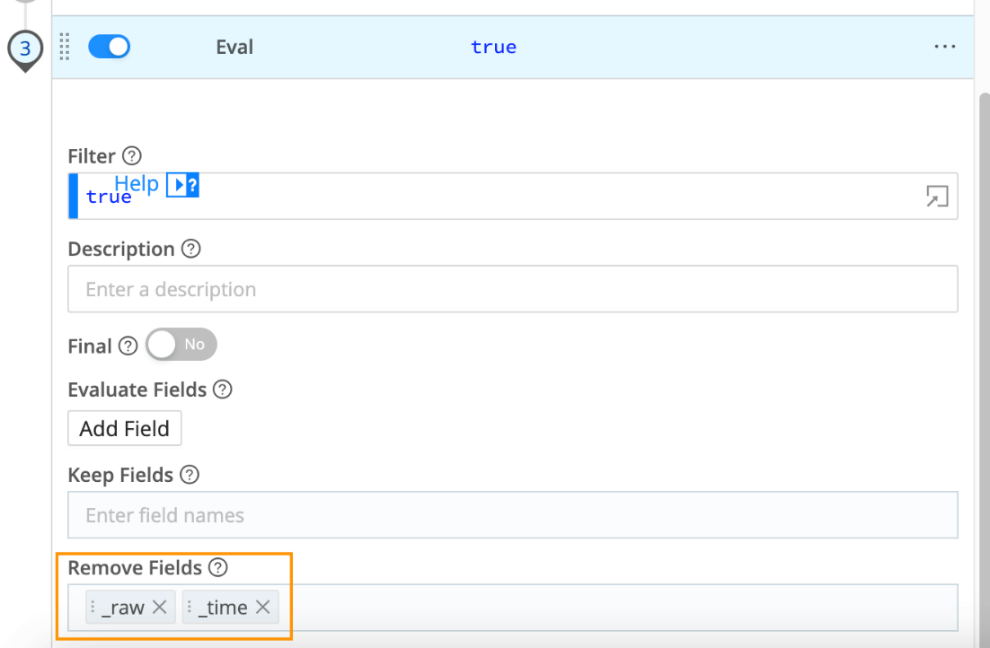 3 Eval true ...
Filter ?
Help ?
true
Description ?
Enter a description
Final ? No
Evaluate Fields ?
Add Field
Keep Fields ?
Enter field names
Remove Fields ?
_raw × _time ×